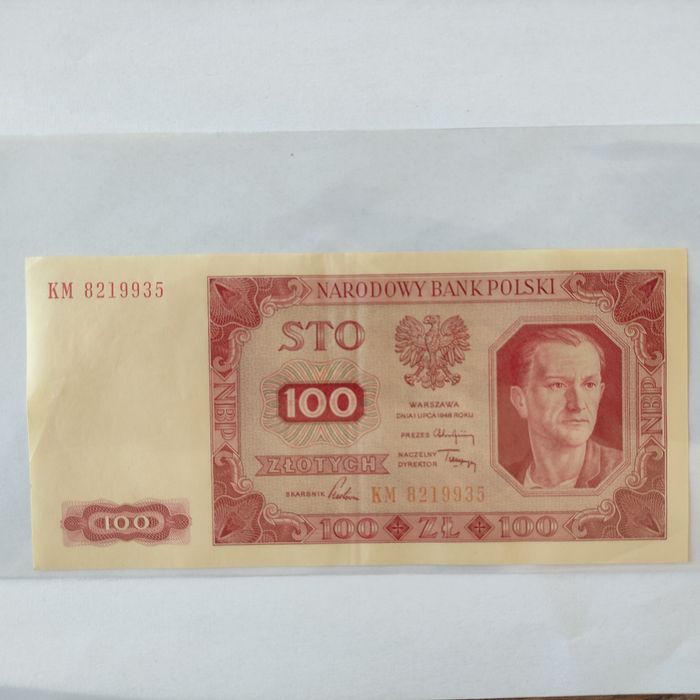 KM 8219935
NARODOWY BANK POLSKI
STO
100
WARSZAWA
DNIA 1 LIPCA 1948 ROKU
PREZES
NACZELNY
DYREKTOR
ZŁOTYCH
SKARBNIK
KM 8219935
NBP
NBP
100
100 ZŁ 100